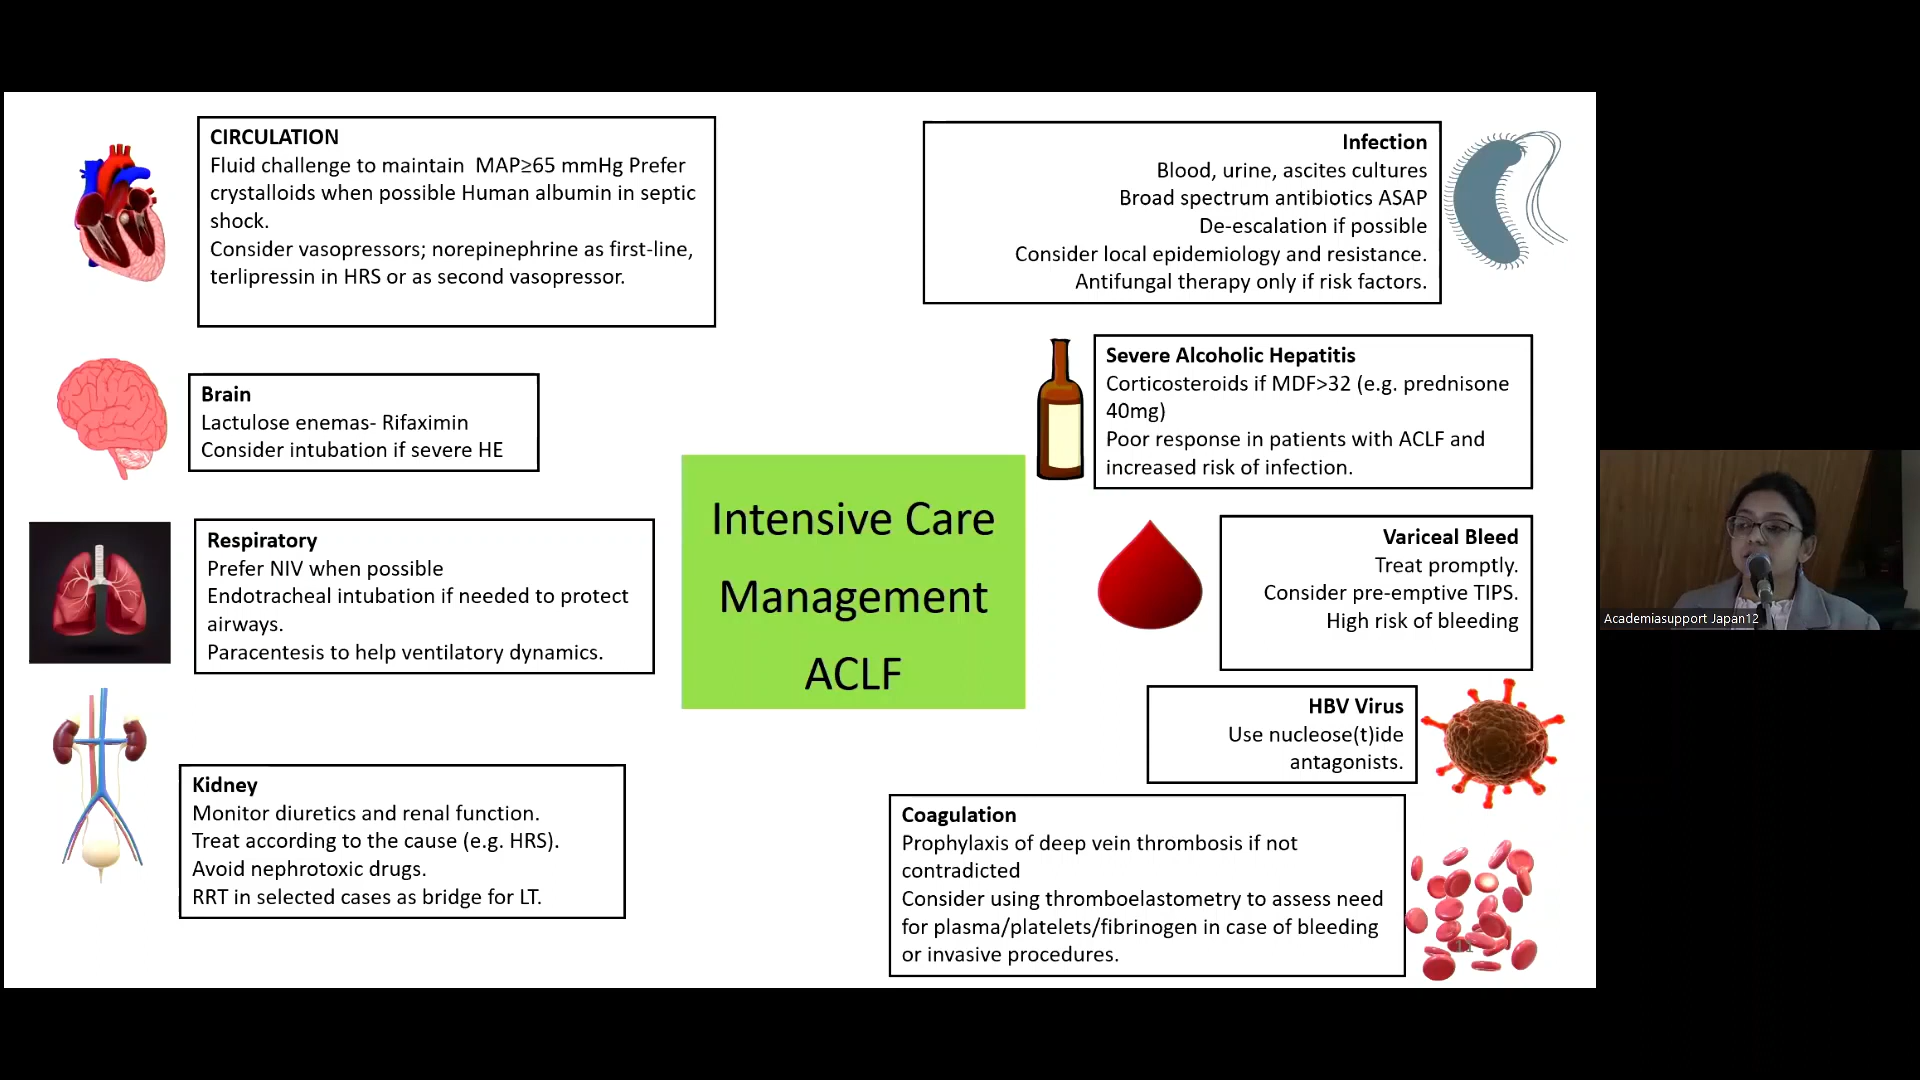 CIRCULATION
Fluid challenge to maintain  MAP≥65 mmHg Prefer
crystalloids when possible Human albumin in septic
shock.
Consider vasopressors; norepinephrine as first-line,
terlipressin in HRS or as second vasopressor.
Brain
Lactulose enemas- Rifaximin
Consider intubation if severe HE
Respiratory
Prefer NIV when possible
Endotracheal intubation if needed to protect
airways.
Paracentesis to help ventilatory dynamics.
Kidney
Monitor diuretics and renal function.
Treat according to the cause (e.g. HRS).
Avoid nephrotoxic drugs.
RRT in selected cases as bridge for LT.
Intensive Care
Management
ACLF
Infection
Blood, urine, ascites cultures
Broad spectrum antibiotics ASAP
De-escalation if possible
Consider local epidemiology and resistance.
Antifungal therapy only if risk factors.
Severe Alcoholic Hepatitis
Corticosteroids if MDF>32 (e.g. prednisone
40mg)
Poor response in patients with ACLF and
increased risk of infection.
Variceal Bleed
Treat promptly.
Consider pre-emptive TIPS.
High risk of bleeding
HBV Virus
Use nucleose(t)ide
antagonists.
Coagulation
Prophylaxis of deep vein thrombosis if not
contradicted
Consider using thromboelastometry to assess need
for plasma/platelets/fibrinogen in case of bleeding
or invasive procedures.
11
Academiasupport Japan12